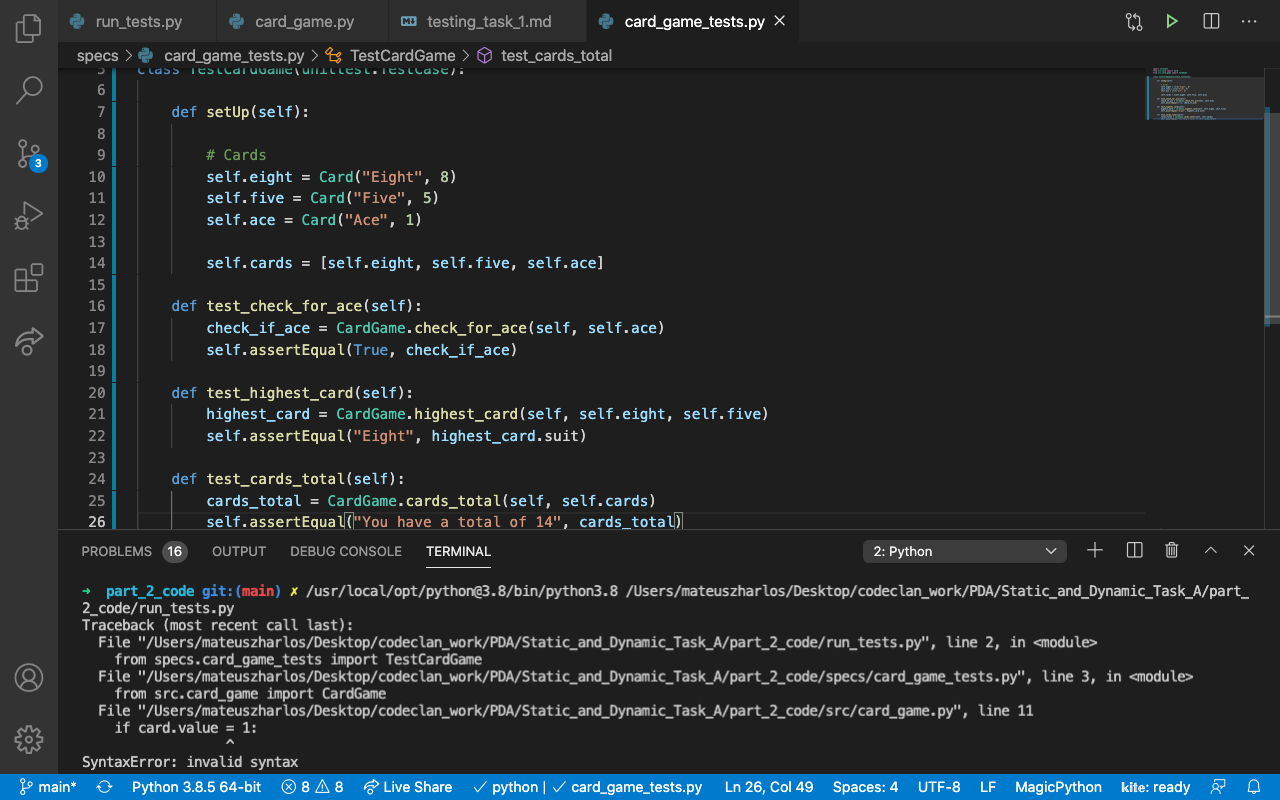 run_tests.py card_game.py testing_task_1.md card_game_tests.py
specs > card_game_tests.py > TestCardGame > test_cards_total
5 class TestCardGame(unittest.TestCase):
6
7 def setUp(self):
8
9 # Cards
10 self.eight = Card("Eight", 8)
11 self.five = Card("Five", 5)
12 self.ace = Card("Ace", 1)
13
14 self.cards = [self.eight, self.five, self.ace]
15
16 def test_check_for_ace(self):
17 check_if_ace = CardGame.check_for_ace(self, self.ace)
18 self.assertEqual(True, check_if_ace)
19
20 def test_highest_card(self):
21 highest_card = CardGame.highest_card(self, self.eight, self.five)
22 self.assertEqual("Eight", highest_card.suit)
23
24 def test_cards_total(self):
25 cards_total = CardGame.cards_total(self, self.cards)
26 self.assertEqual("You have a total of 14", cards_total)
3
PROBLEMS 16 OUTPUT DEBUG CONSOLE TERMINAL 2: Python
→ part_2_code git:(main) ✗ /usr/local/opt/python@3.8/bin/python3.8 /Users/mateuszharlos/Desktop/codeclan_work/PDA/Static_and_Dynamic_Task_A/part_
2_code/run_tests.py
Traceback (most recent call last):
File "/Users/mateuszharlos/Desktop/codeclan_work/PDA/Static_and_Dynamic_Task_A/part_2_code/run_tests.py", line 2, in <module>
from specs.card_game_tests import TestCardGame
File "/Users/mateuszharlos/Desktop/codeclan_work/PDA/Static_and_Dynamic_Task_A/part_2_code/specs/card_game_tests.py", line 3, in <module>
from src.card_game import CardGame
File "/Users/mateuszharlos/Desktop/codeclan_work/PDA/Static_and_Dynamic_Task_A/part_2_code/src/card_game.py", line 11
if card.value = 1:
^
SyntaxError: invalid syntax
main* Python 3.8.5 64-bit 8 8 Live Share python | card_game_tests.py Ln 26, Col 49 Spaces: 4 UTF-8 LF MagicPython kite: ready